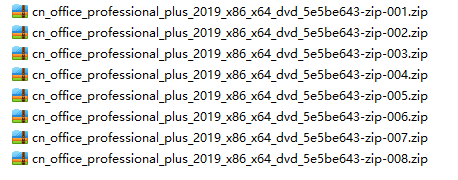 cn_office_professional_plus_2019_x86_x64_dvd_5e5be643-zip-001.zip
cn_office_professional_plus_2019_x86_x64_dvd_5e5be643-zip-002.zip
cn_office_professional_plus_2019_x86_x64_dvd_5e5be643-zip-003.zip
cn_office_professional_plus_2019_x86_x64_dvd_5e5be643-zip-004.zip
cn_office_professional_plus_2019_x86_x64_dvd_5e5be643-zip-005.zip
cn_office_professional_plus_2019_x86_x64_dvd_5e5be643-zip-006.zip
cn_office_professional_plus_2019_x86_x64_dvd_5e5be643-zip-007.zip
cn_office_professional_plus_2019_x86_x64_dvd_5e5be643-zip-008.zip